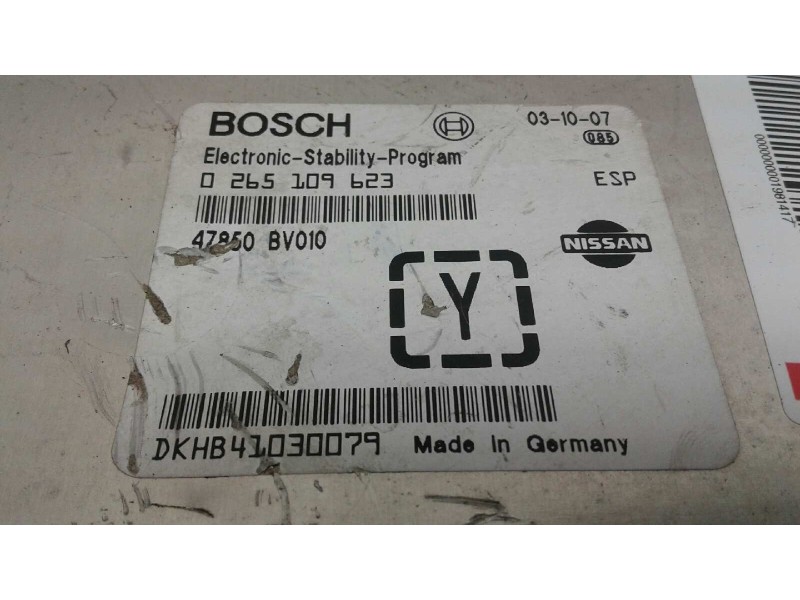 BOSCH
03-10-07
085
Electronic-Stability-Program
0 265 109 623
ESP
47850 BV010
NISSAN
Y
DKHB41030079 Made In Germany
0000000001981417